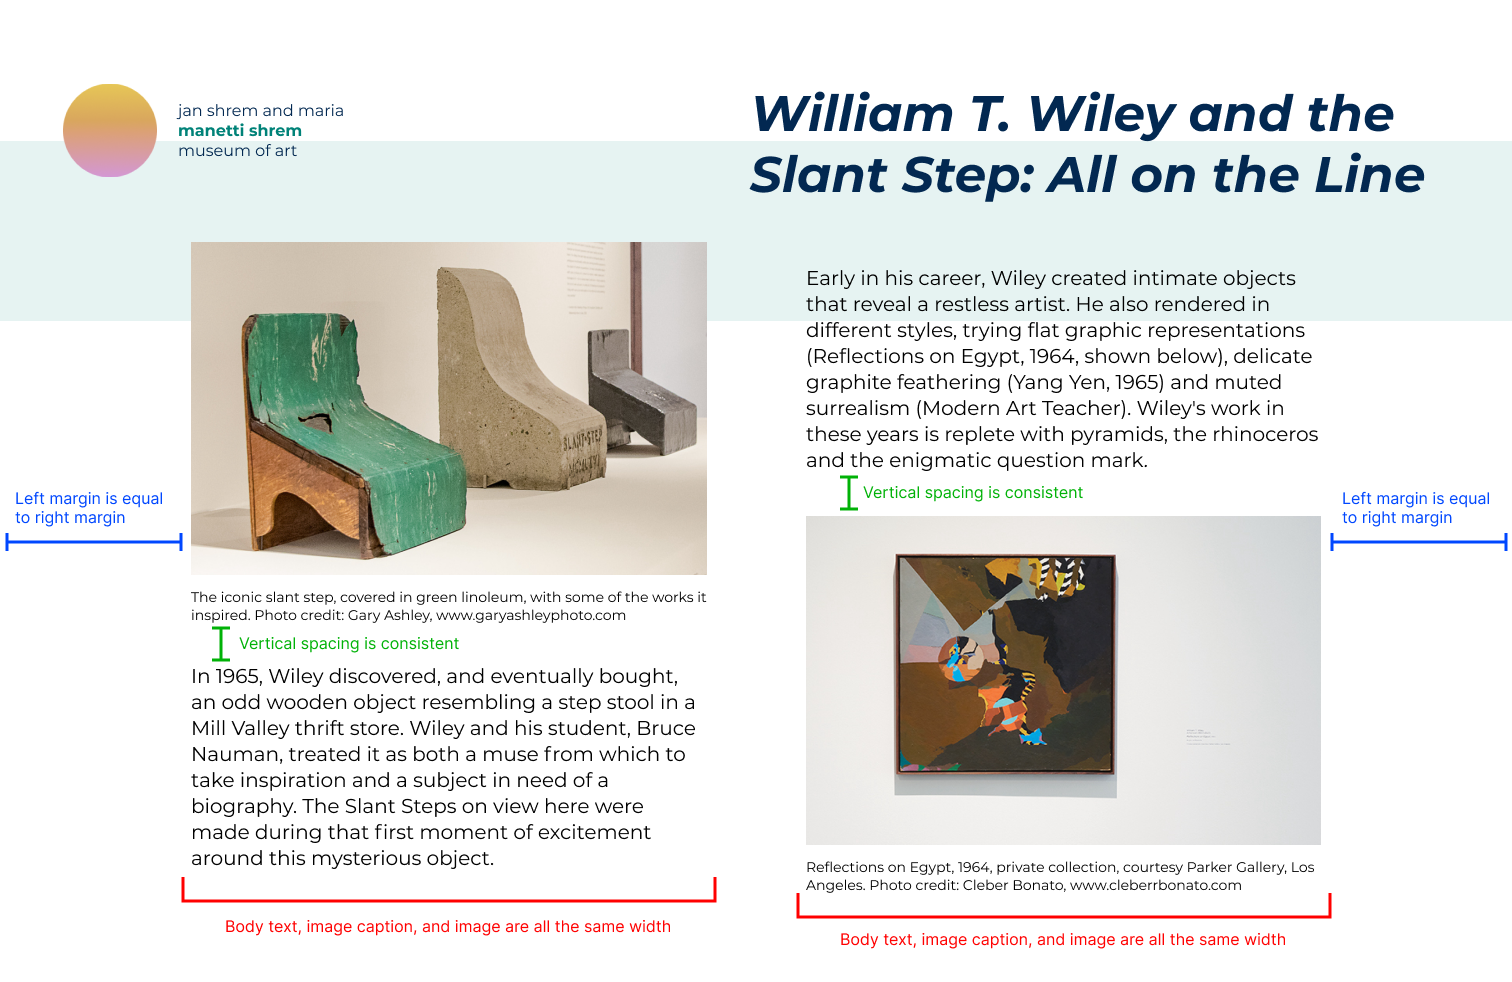 jan shrem and maria
manetti shrem
museum of art
William T. Wiley and the
Slant Step: All on the Line
SLANT STEP
The iconic slant step, covered in green linoleum, with some of the works it
inspired. Photo credit: Gary Ashley, www.garyashleyphoto.com
Vertical spacing is consistent
In 1965, Wiley discovered, and eventually bought,
an odd wooden object resembling a step stool in a
Mill Valley thrift store. Wiley and his student, Bruce
Nauman, treated it as both a muse from which to
take inspiration and a subject in need of a
biography. The Slant Steps on view here were
made during that first moment of excitement
around this mysterious object.
Body text, image caption, and image are all the same width
Left margin is equal
to right margin
Early in his career, Wiley created intimate objects
that reveal a restless artist. He also rendered in
different styles, trying flat graphic representations
(Reflections on Egypt, 1964, shown below), delicate
graphite feathering (Yang Yen, 1965) and muted
surrealism (Modern Art Teacher). Wiley's work in
these years is replete with pyramids, the rhinoceros
and the enigmatic question mark.
Vertical spacing is consistent
Reflections on Egypt, 1964, private collection, courtesy Parker Gallery, Los
Angeles. Photo credit: Cleber Bonato, www.cleberrbonato.com
Body text, image caption, and image are all the same width
Left margin is equal
to right margin